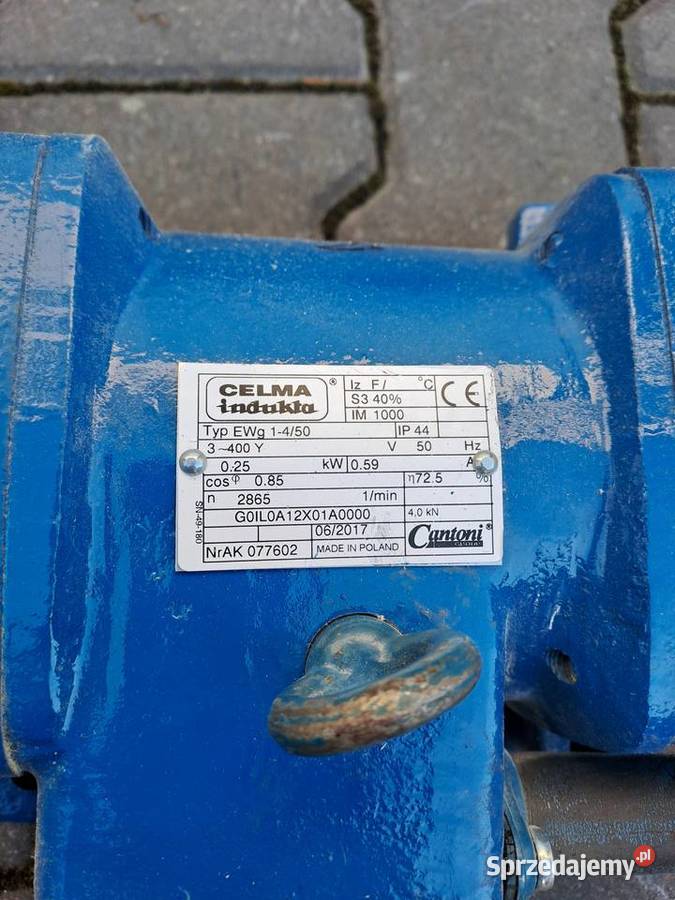 CELMA ®
indukta
Iz F/ °C
S3 40%
IM 1000
CE
Typ EWg 1-4/50 IP 44
3~400 Y V 50 Hz
0.25 kW 0.59 A
cosφ 0.85 η72.5 %
n 2865 1/min
G0IL0A12X01A0000 4,0 kN
06/2017
NrAK 077602 MADE IN POLAND
Cantoni ®
SN-49-180
Sprzedajemy.pl